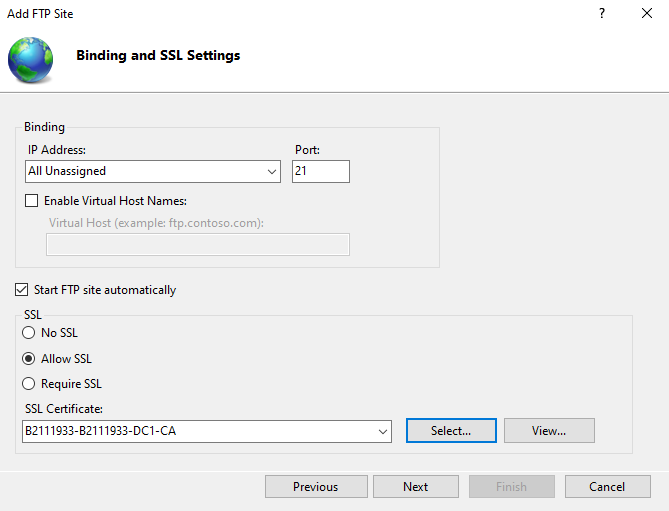 Add FTP Site
?
Binding and SSL Settings
Binding
IP Address: Port:
All Unassigned 21
Enable Virtual Host Names:
Virtual Host (example: ftp.contoso.com):
Start FTP site automatically
SSL
No SSL
Allow SSL
Require SSL
SSL Certificate:
B2111933-B2111933-DC1-CA Select... View...
Previous Next Finish Cancel